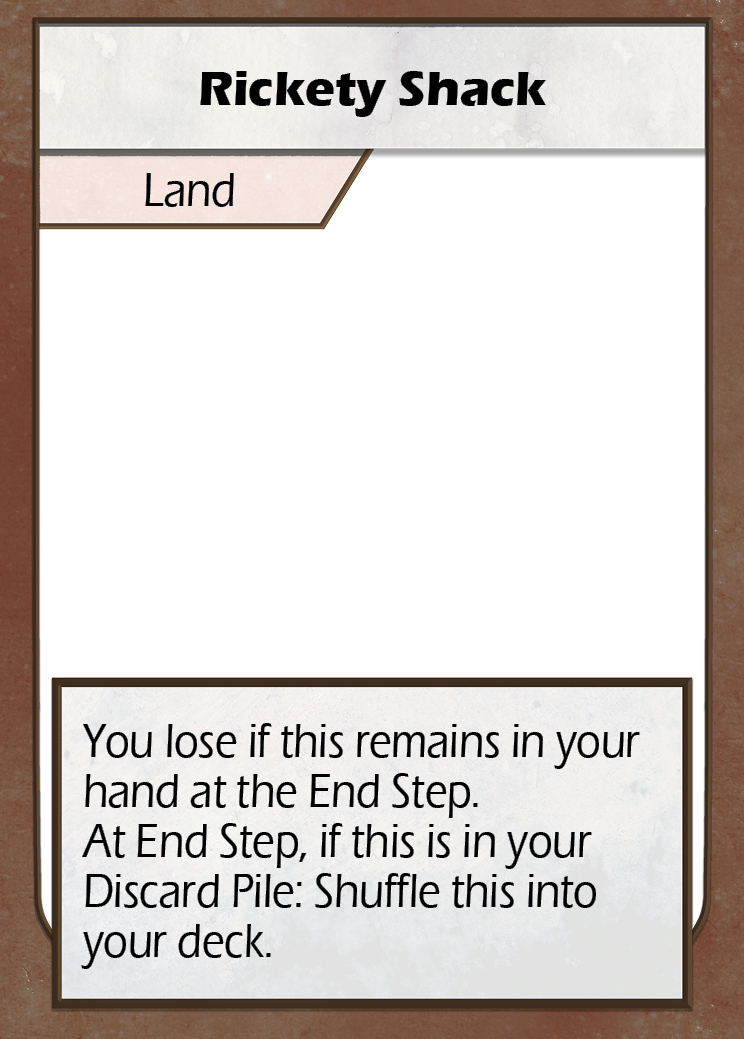 Rickety Shack
Land
You lose if this remains in your
hand at the End Step.
At End Step, if this is in your
Discard Pile: Shuffle this into
your deck.